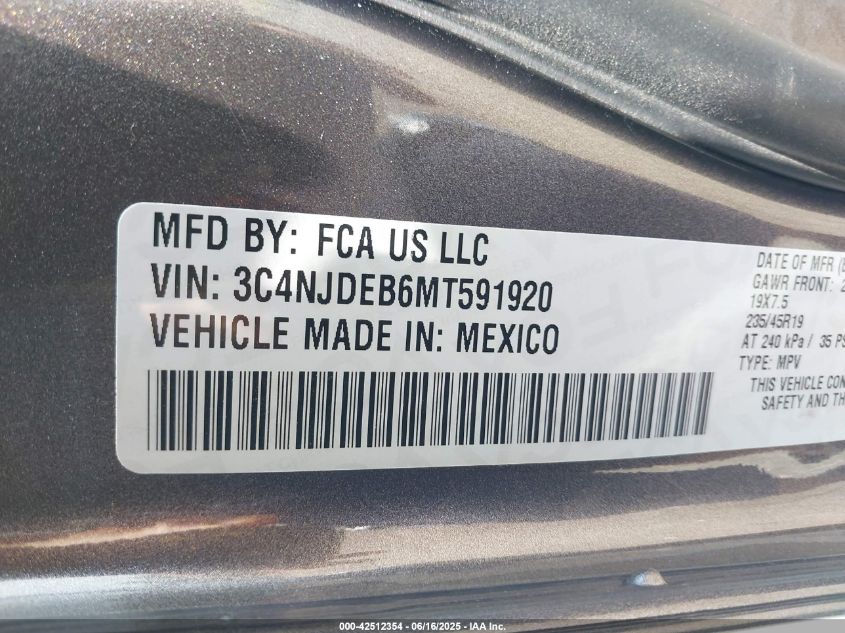 MFD BY: FCA US LLC
VIN: 3C4NJDEB6MT591920
VEHICLE MADE IN: MEXICO
DATE OF MFR
GAWR FRONT: 2
19X7.5
235/45R19
AT 240 kPa / 35 PS
TYPE: MPV
THIS VEHICLE CON
SAFETY AND TH
000-42512354 - 06/16/2025 - IAA Inc.